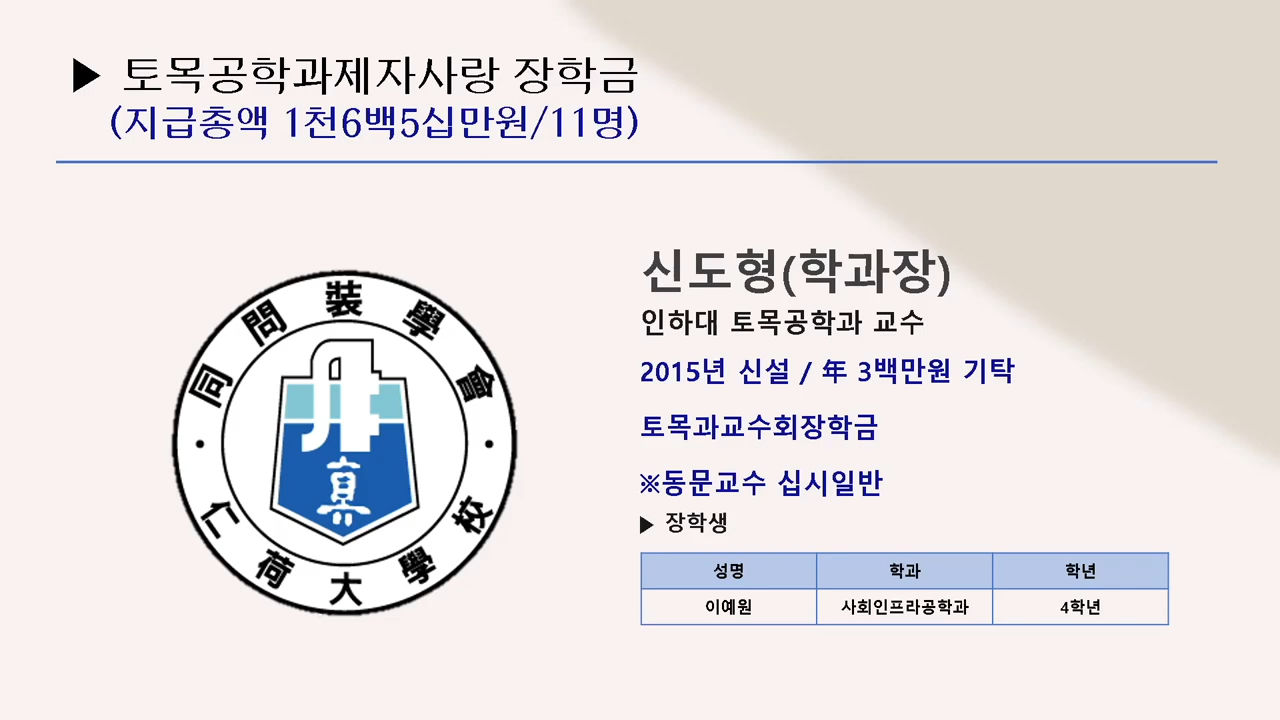 ▶ 토목공학과제자사랑 장학금
(지급총액 1천6백5십만원/11명)
同問裝學會
仁荷大學校
眞
신도형(학과장)
인하대 토목공학과 교수
2015년 신설 / 年 3백만원 기탁
토목과교수회장학금
※동문교수 십시일반
▶ 장학생
성명 학과 학년
이예원 사회인프라공학과 4학년